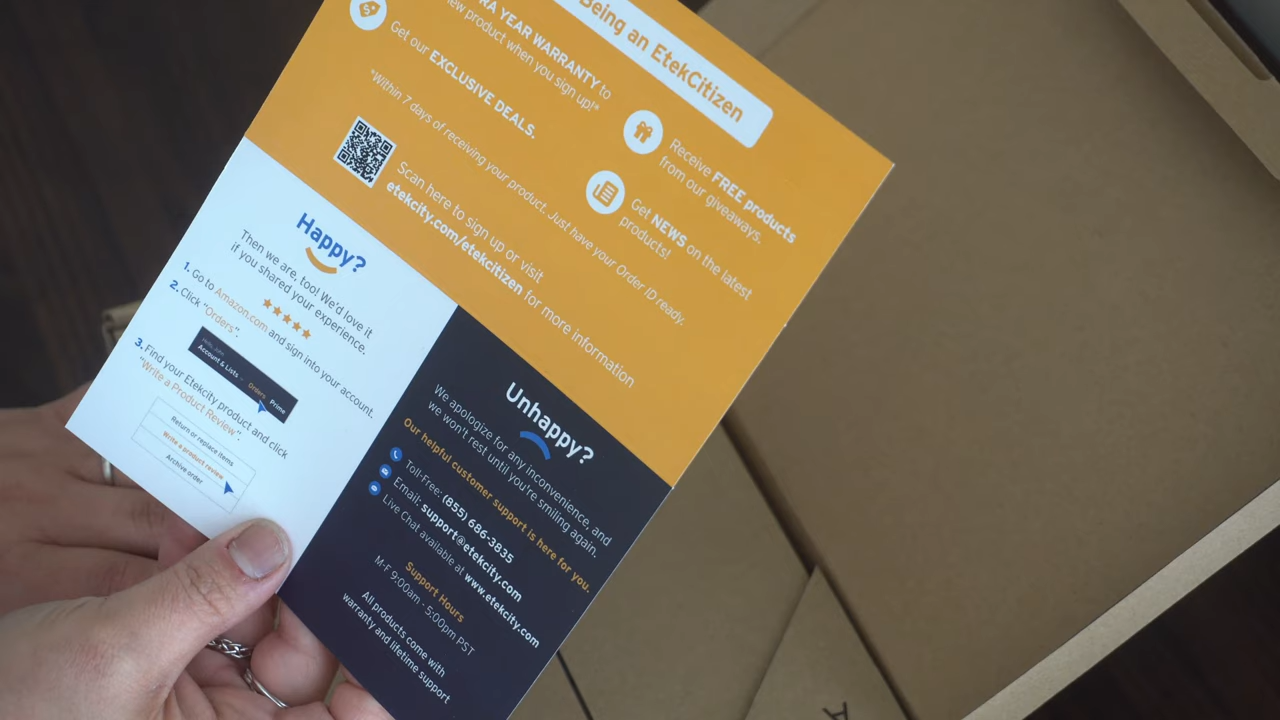 Being an EtekCitizen
RA YEAR WARRANTY to
new product when you sign up!*
Get our EXCLUSIVE DEALS.
Receive FREE products
from our giveaways.
Get NEWS on the latest
products!
*Within 7 days of receiving your product. Just have your Order ID ready.
Scan here to sign up or visit
etekcity.com/etekcitizen for more information
Happy?
Then we are, too! We'd love it
if you shared your experience.
1. Go to Amazon.com and sign into your account.
2. Click "Orders".
Account & Lists
Orders
Prime
3. Find your Etekcity product and click
"Write a Product Review".
Return or replace items
Write a product review
Archive order
Unhappy?
We apologize for any inconvenience, and
we won't rest until you're smiling again.
Our helpful customer support is here for you.
Toll-Free: (855) 686-3835
Email: support@etekcity.com
Live Chat available at www.etekcity.com
Support Hours
M-F 9:00am - 5:00pm PST
All products come with
warranty and lifetime support